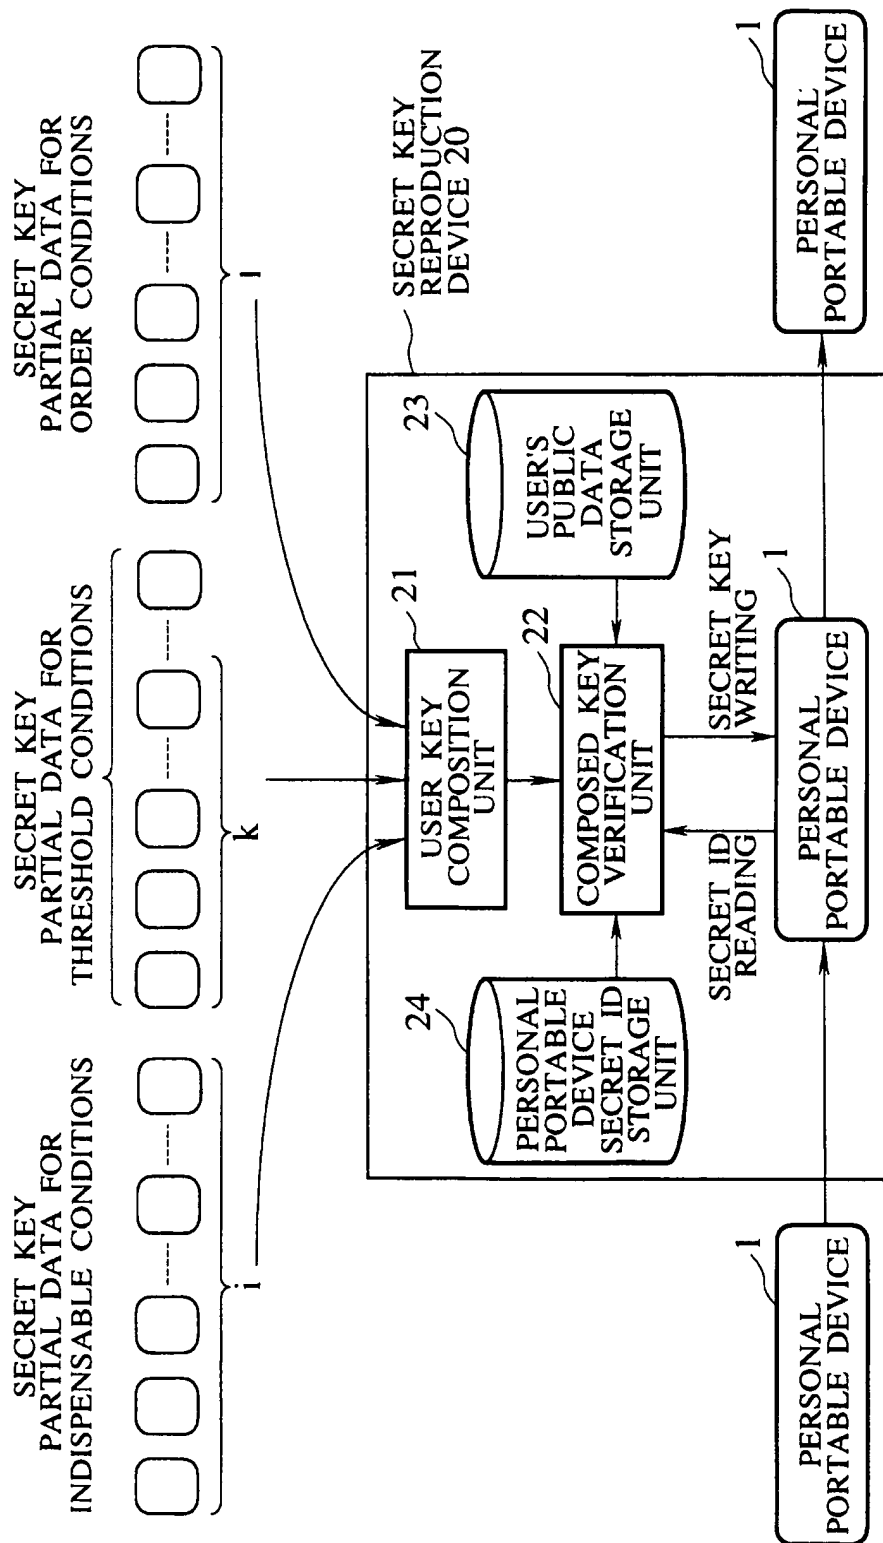 SECRET KEY
PARTIAL DATA FOR
INDISPENSABLE CONDITIONS
i
SECRET KEY
PARTIAL DATA FOR
THRESHOLD CONDITIONS
k
SECRET KEY
PARTIAL DATA FOR
ORDER CONDITIONS
l
SECRET KEY
REPRODUCTION
DEVICE 20
21
USER KEY
COMPOSITION
UNIT
24
PERSONAL
PORTABLE
DEVICE
SECRET ID
STORAGE
UNIT
22
COMPOSED KEY
VERIFICATION
UNIT
23
USER'S
PUBLIC
DATA
STORAGE
UNIT
SECRET ID
READING
SECRET KEY
WRITING
1
PERSONAL
PORTABLE DEVICE
1
PERSONAL
PORTABLE DEVICE
1
PERSONAL
PORTABLE DEVICE